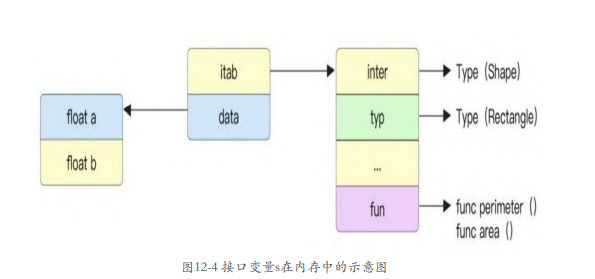 itab
inter
Type (Shape)
float a
data
typ
Type (Rectangle)
float b
...
fun
func perimeter ()
func area ()
图12-4 接口变量s在内存中的示意图